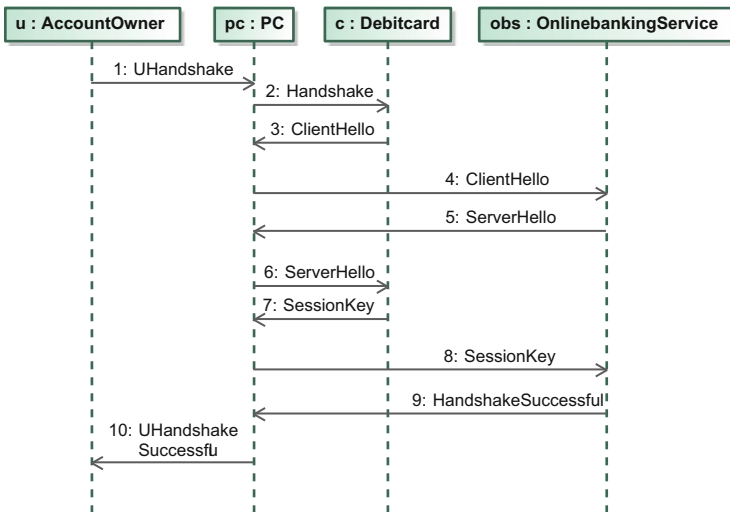 u : AccountOwner
pc : PC
c : Debitcard
obs : OnlinebankingService
1: UHandshake
2: Handshake
3: ClientHello
4: ClientHello
5: ServerHello
6: ServerHello
7: SessionKey
8: SessionKey
9: HandshakeSuccessful
10: UHandshake
Successful